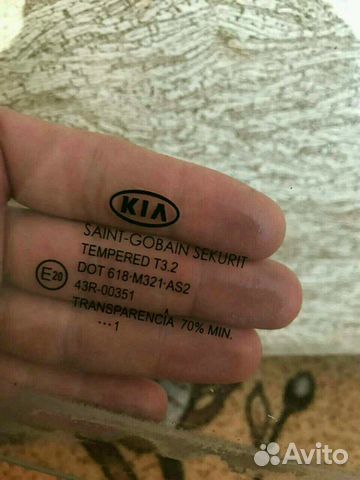 KIA
SAINT-GOBAIN SEKURIT
TEMPERED T3.2
DOT 618·M321·AS2
E20
43R-00351
TRANSPARENCIA 70% MIN.
···1
Avito